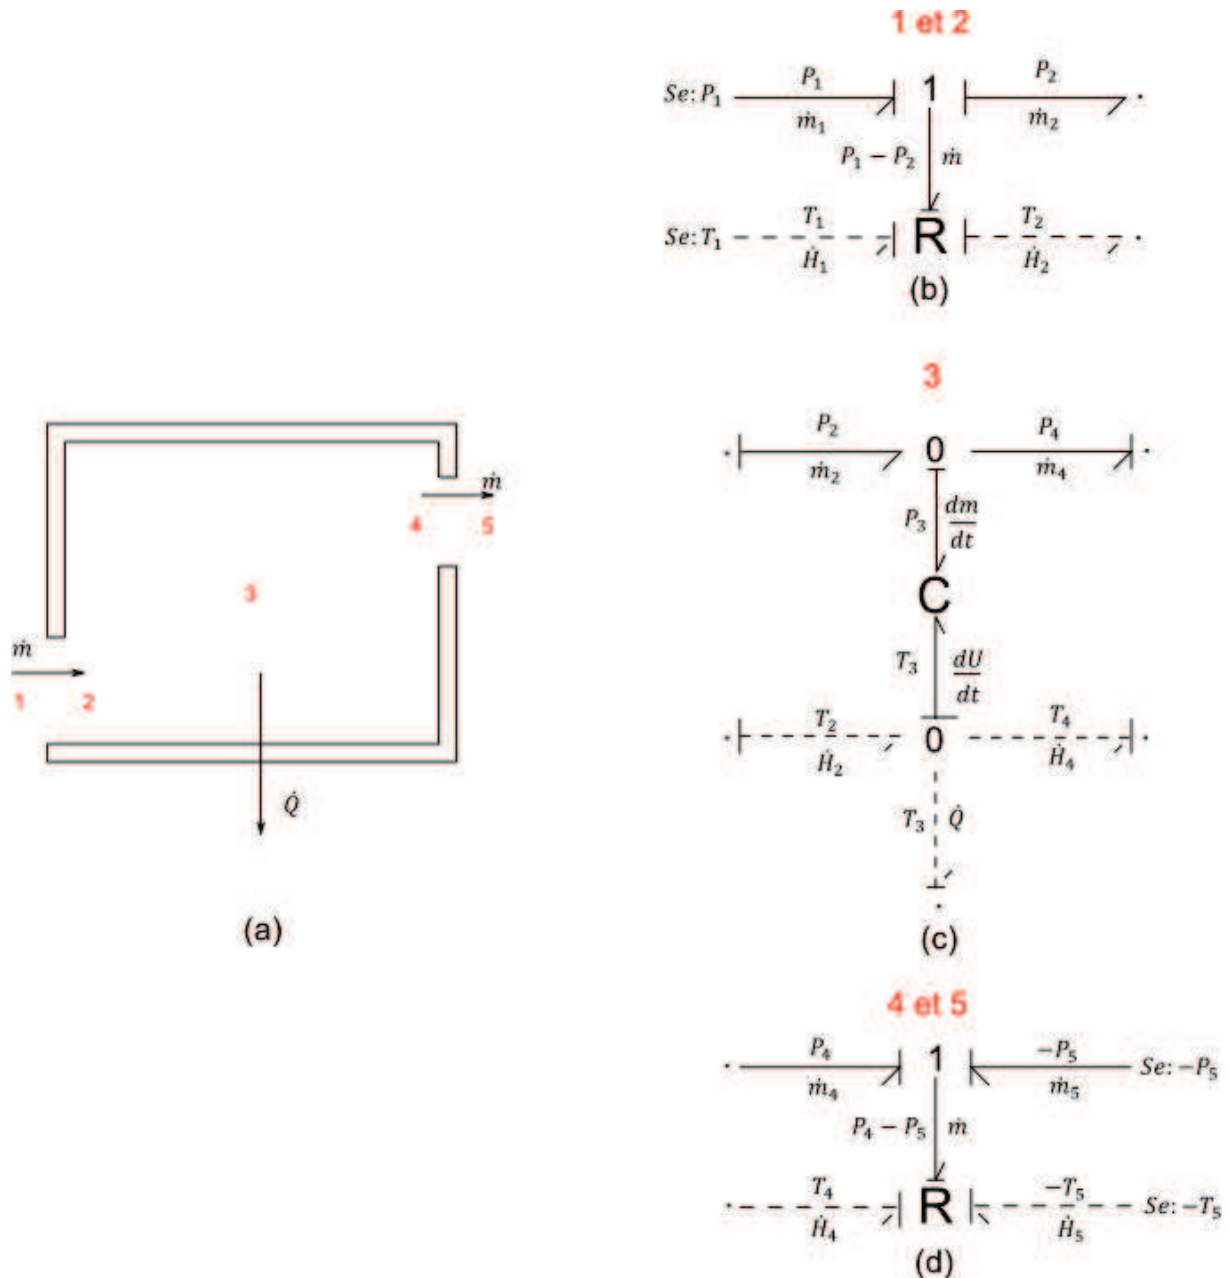 1 et 2
Se: P₁ P₁ 1 P₂
ṁ₁ ṁ₂
P₁ − P₂ ṁ
Se: T₁ T₁ R T₂
Ḣ₁ Ḣ₂
(b)
3
P₂ 0 P₄
ṁ₂ ṁ₄
P₃ dm/dt
C
T₃ dU/dt
T₂ 0 T₄
Ḣ₂ Ḣ₄
T₃ Q̇
(c)
ṁ
4 5
3
ṁ
1 2
Q̇
(a)
4 et 5
P₄ 1 −P₅ Se: −P₅
ṁ₄ ṁ₅
P₄ − P₅ ṁ
T₄ R −T₅ Se: −T₅
Ḣ₄ Ḣ₅
(d)